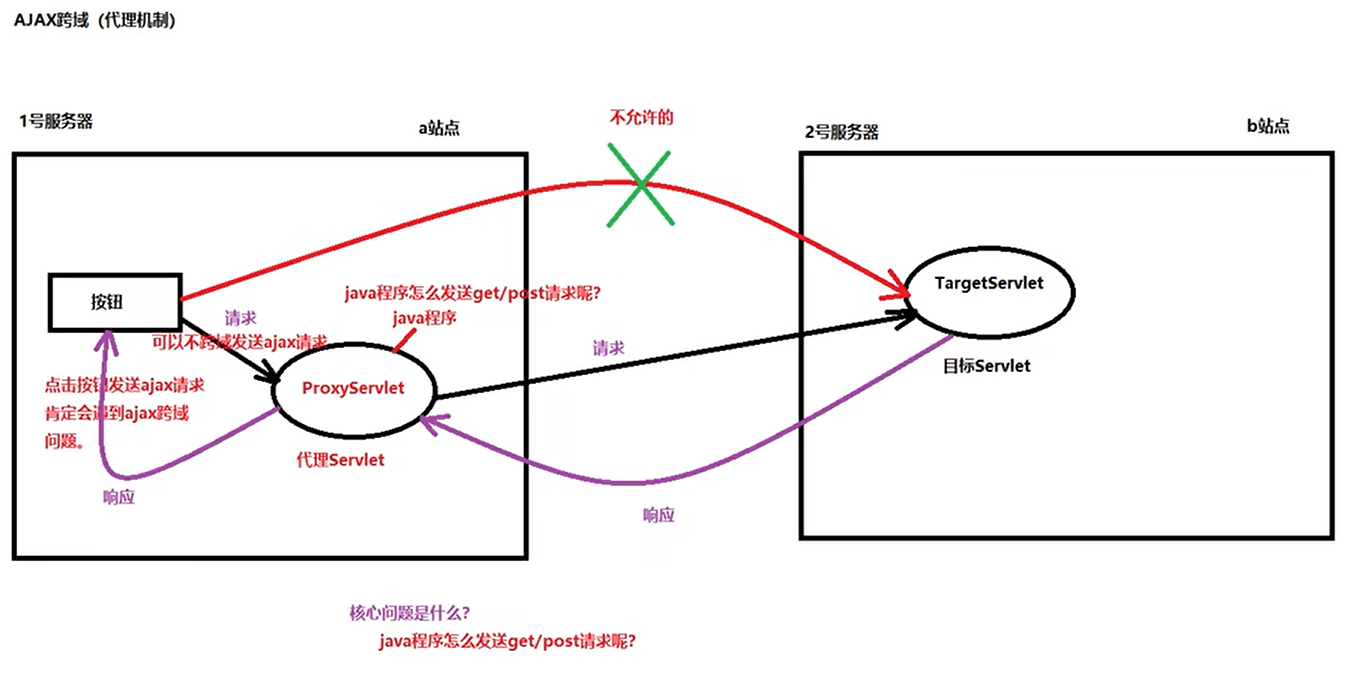 AJAX跨域（代理机制）
1号服务器
a站点
不允许的
2号服务器
b站点
按钮
请求
可以不跨域发送ajax请求
java程序怎么发送get/post请求呢？
java程序
TargetServlet
目标Servlet
请求
点击按钮发送ajax请求
肯定会遇到ajax跨域
问题。
ProxyServlet
代理Servlet
响应
响应
核心问题是什么？
java程序怎么发送get/post请求呢？